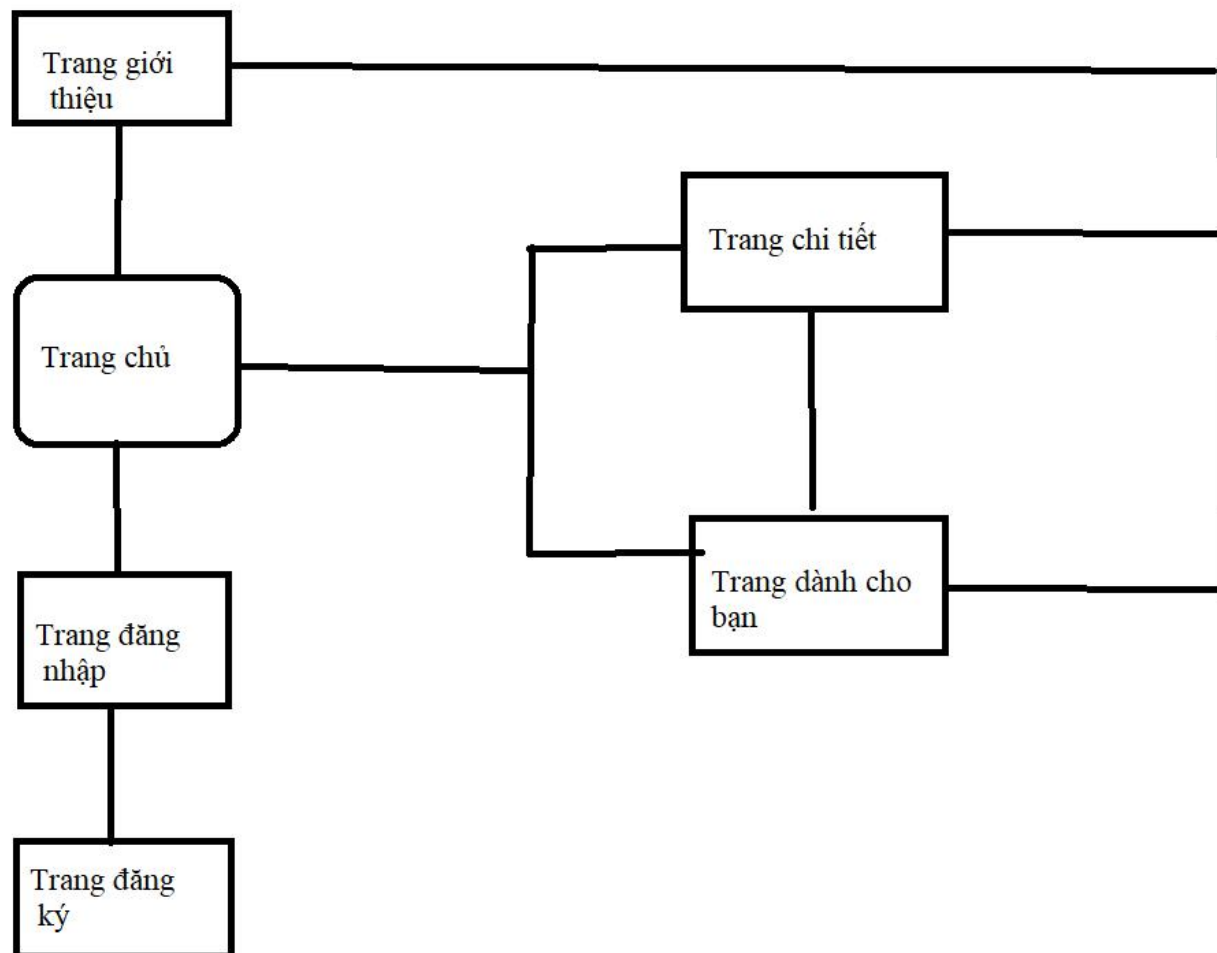 Trang giới
thiệu
Trang chi tiết
Trang chủ
Trang dành cho
bạn
Trang đăng
nhập
Trang đăng
ký